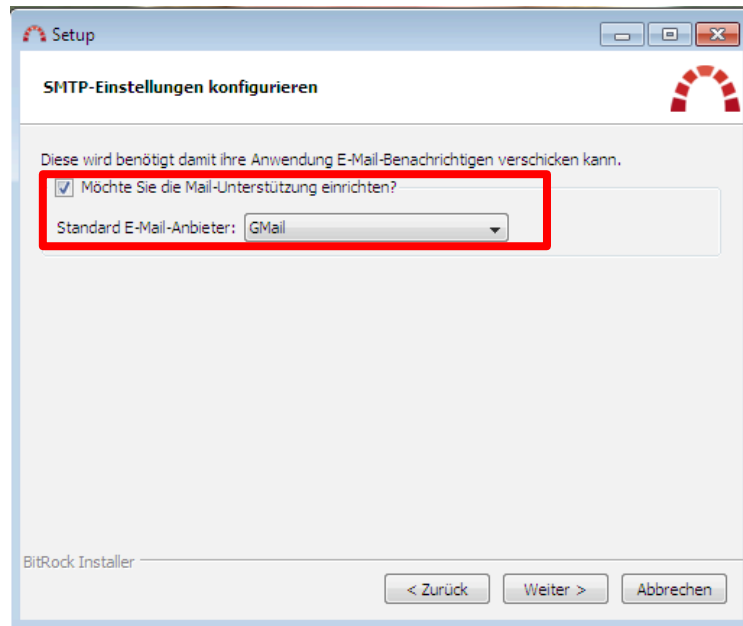 Setup
SMTP-Einstellungen konfigurieren
Diese wird benötigt damit ihre Anwendung E-Mail-Benachrichtigen verschicken kann.
Möchte Sie die Mail-Unterstützung einrichten?
Standard E-Mail-Anbieter: GMail
BitRock Installer
< Zurück Weiter > Abbrechen